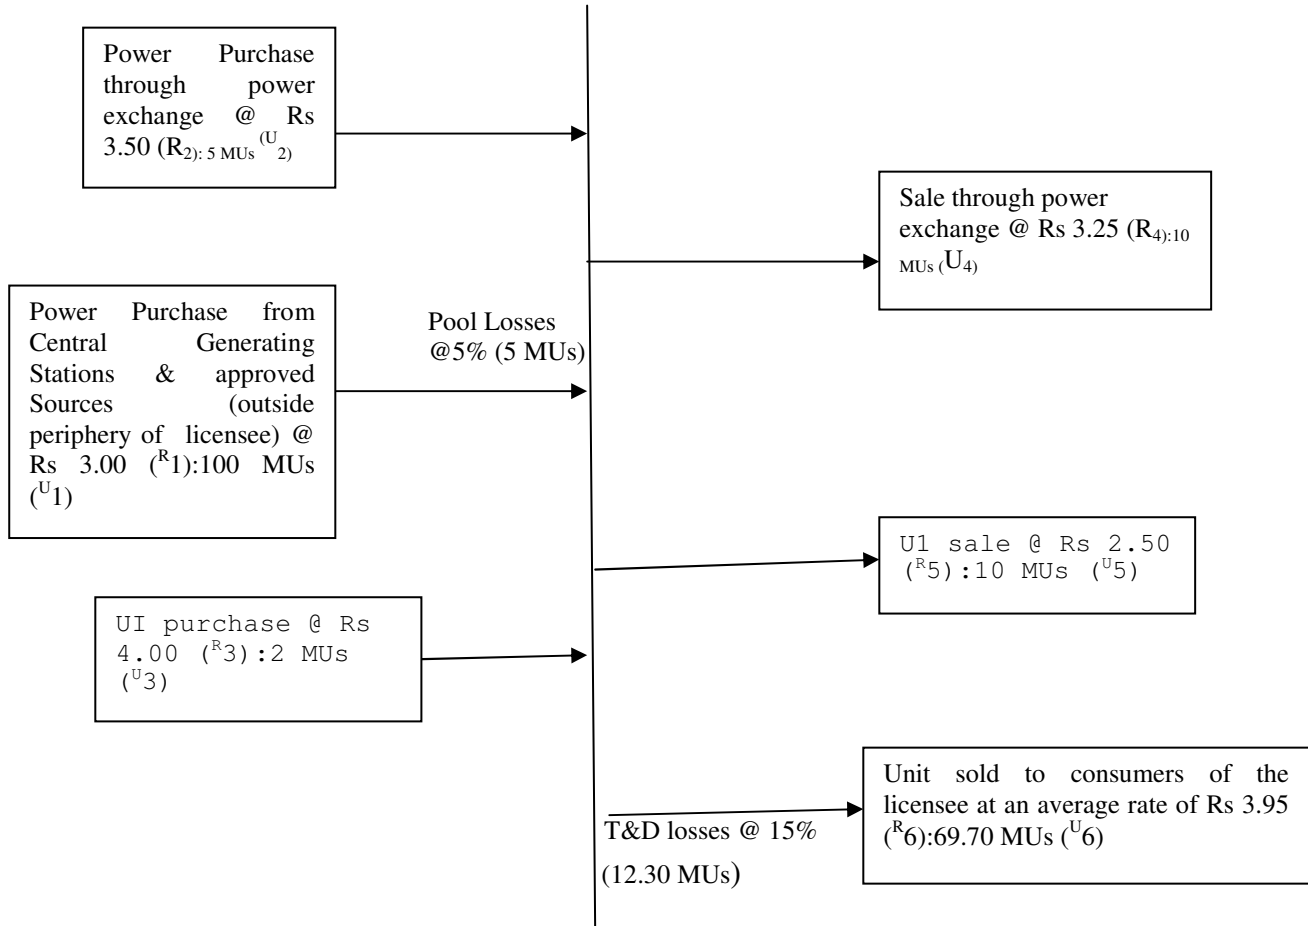 Power Purchase
through power
exchange @ Rs
3.50 (R2): 5 MUs (U2)
Sale through power
exchange @ Rs 3.25 (R4):10
MUs (U4)
Power Purchase from
Central Generating
Stations & approved
Sources (outside
periphery of licensee) @
Rs 3.00 (R1):100 MUs
(U1)
Pool Losses
@5% (5 MUs)
U1 sale @ Rs 2.50
(R5):10 MUs (U5)
UI purchase @ Rs
4.00 (R3):2 MUs
(U3)
Unit sold to consumers of the
licensee at an average rate of Rs 3.95
(R6):69.70 MUs (U6)
T&D losses @ 15%
(12.30 MUs)